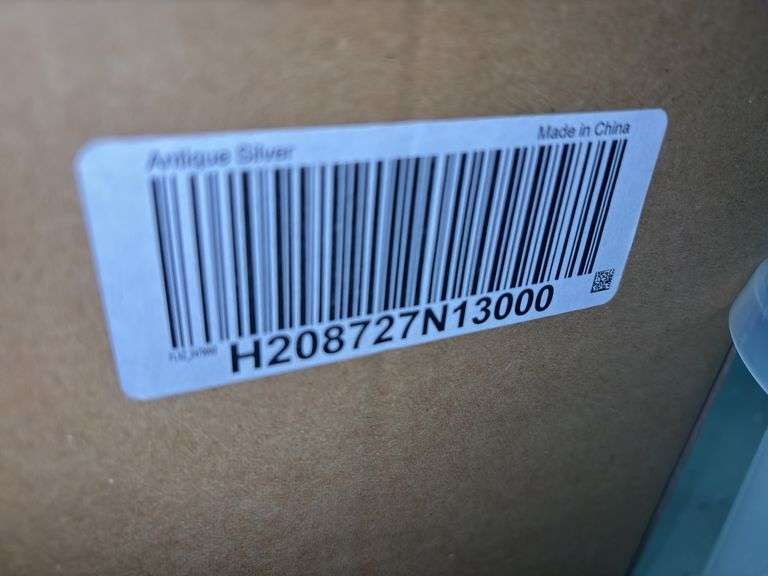 Antique Silver
Made in China
H208727N13000